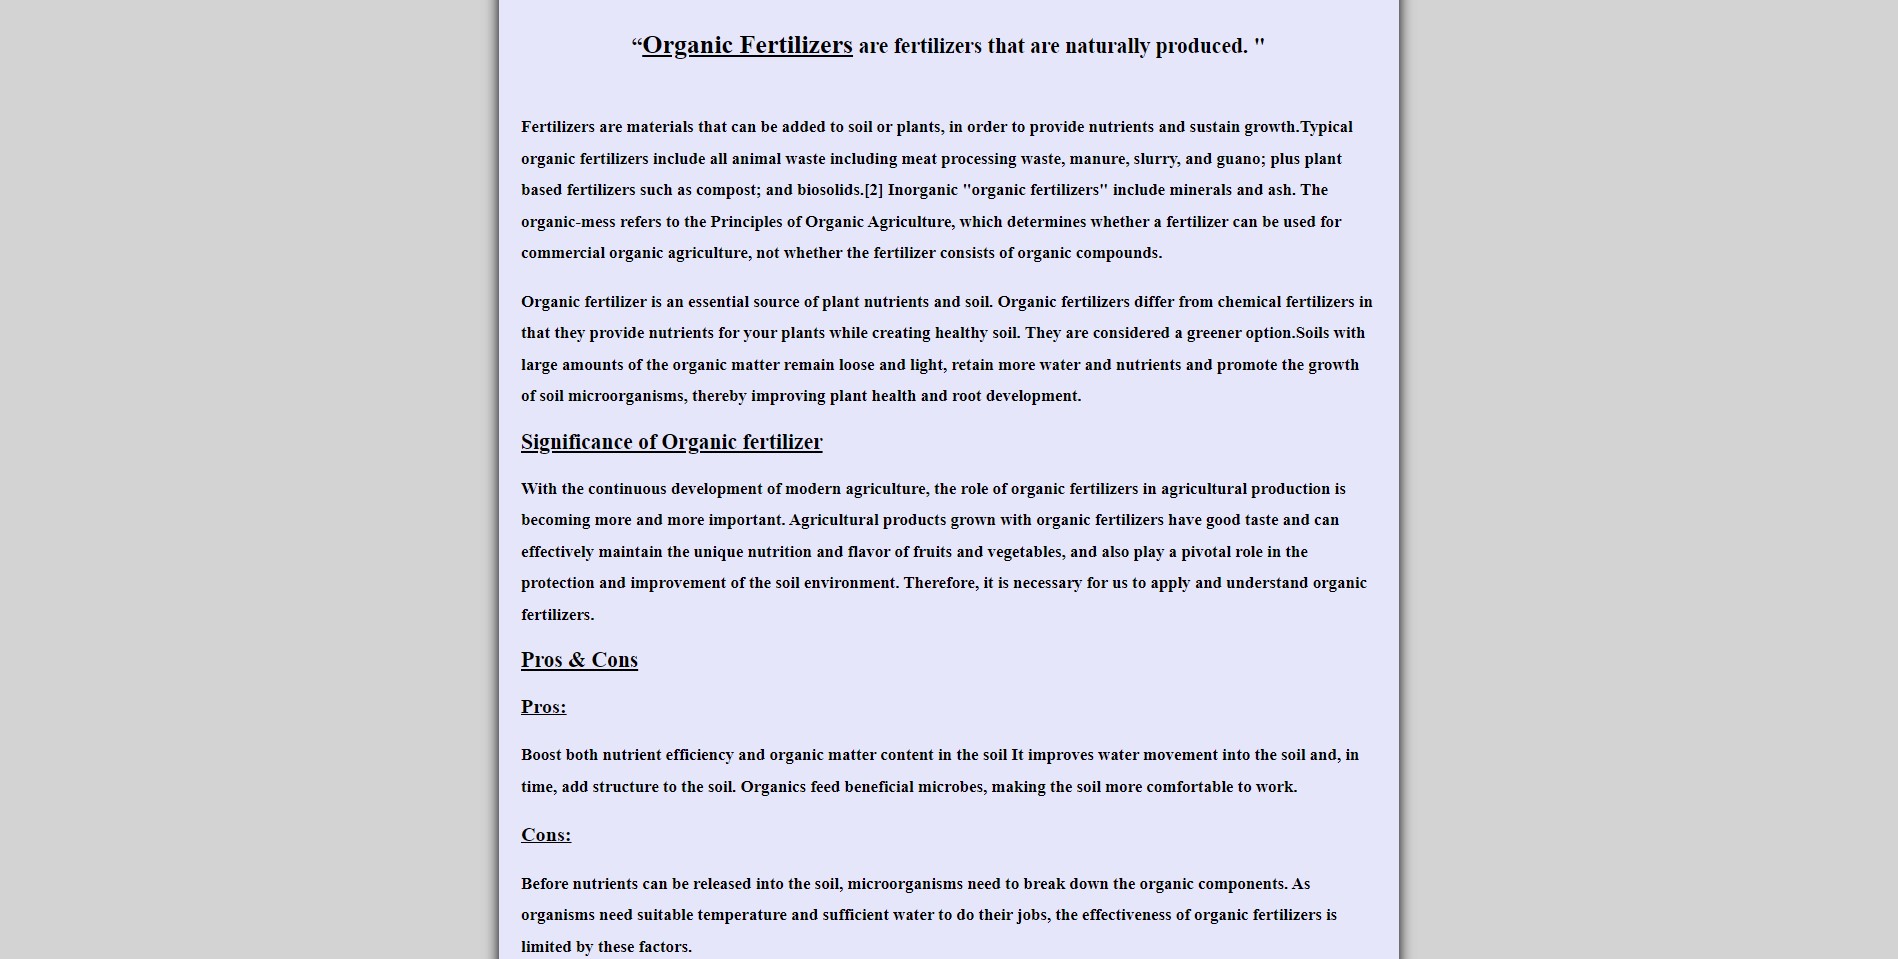 “Organic Fertilizers are fertilizers that are naturally produced. "
Fertilizers are materials that can be added to soil or plants, in order to provide nutrients and sustain growth.Typical
organic fertilizers include all animal waste including meat processing waste, manure, slurry, and guano; plus plant
based fertilizers such as compost; and biosolids.[2] Inorganic "organic fertilizers" include minerals and ash. The
organic-mess refers to the Principles of Organic Agriculture, which determines whether a fertilizer can be used for
commercial organic agriculture, not whether the fertilizer consists of organic compounds.
Organic fertilizer is an essential source of plant nutrients and soil. Organic fertilizers differ from chemical fertilizers in
that they provide nutrients for your plants while creating healthy soil. They are considered a greener option.Soils with
large amounts of the organic matter remain loose and light, retain more water and nutrients and promote the growth
of soil microorganisms, thereby improving plant health and root development.
Significance of Organic fertilizer
With the continuous development of modern agriculture, the role of organic fertilizers in agricultural production is
becoming more and more important. Agricultural products grown with organic fertilizers have good taste and can
effectively maintain the unique nutrition and flavor of fruits and vegetables, and also play a pivotal role in the
protection and improvement of the soil environment. Therefore, it is necessary for us to apply and understand organic
fertilizers.
Pros & Cons
Pros:
Boost both nutrient efficiency and organic matter content in the soil It improves water movement into the soil and, in
time, add structure to the soil. Organics feed beneficial microbes, making the soil more comfortable to work.
Cons:
Before nutrients can be released into the soil, microorganisms need to break down the organic components. As
organisms need suitable temperature and sufficient water to do their jobs, the effectiveness of organic fertilizers is
limited by these factors.